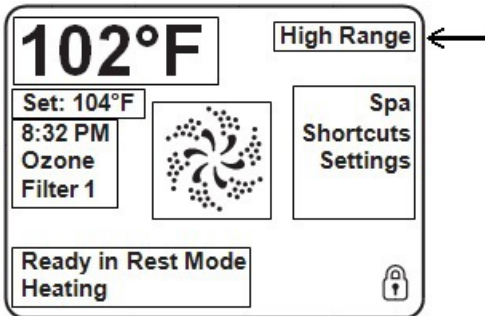 102°F
High Range
Set: 104°F
8:32 PM
Ozone
Filter 1
Spa
Shortcuts
Settings
Ready in Rest Mode
Heating